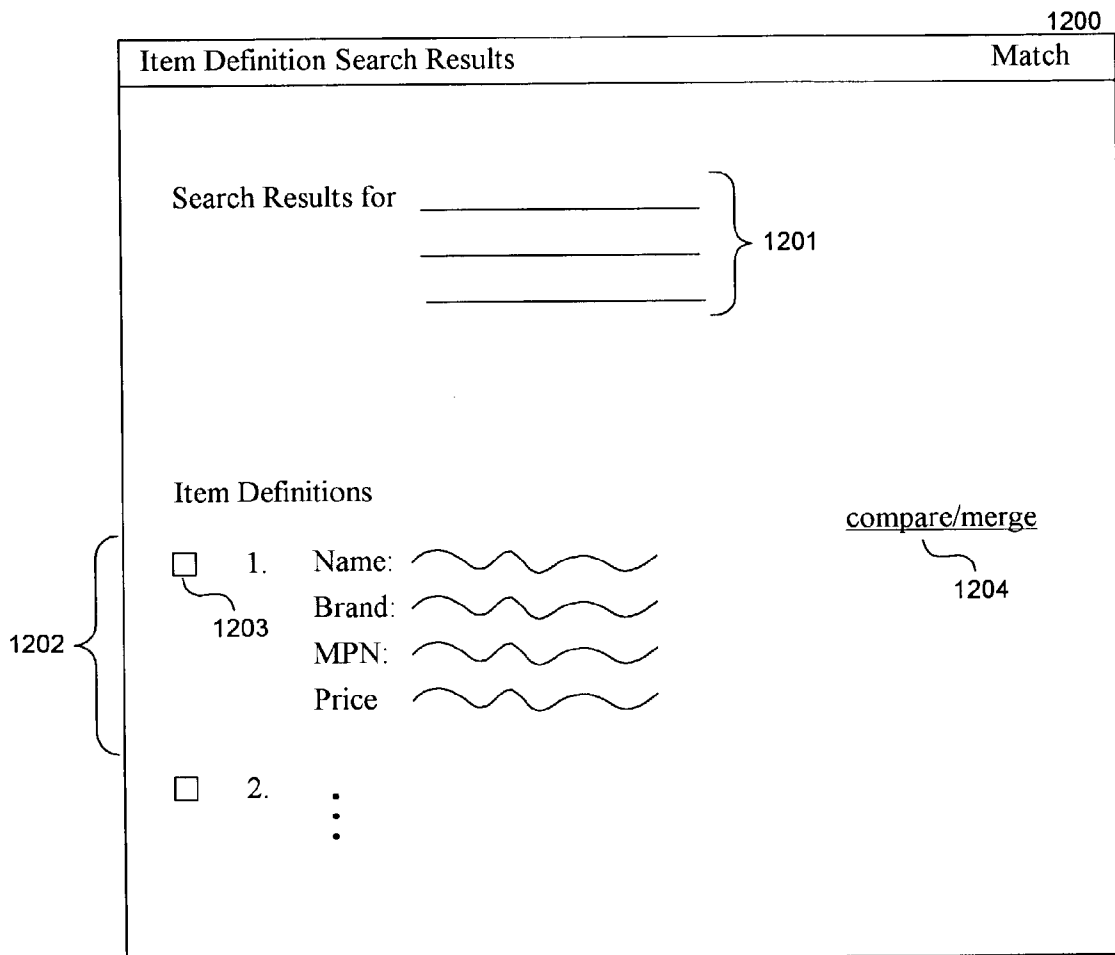 1200
Item Definition Search Results Match
Search Results for
1201
Item Definitions
compare/merge
1204
1. Name:
1203
Brand:
1202
MPN:
Price
2.